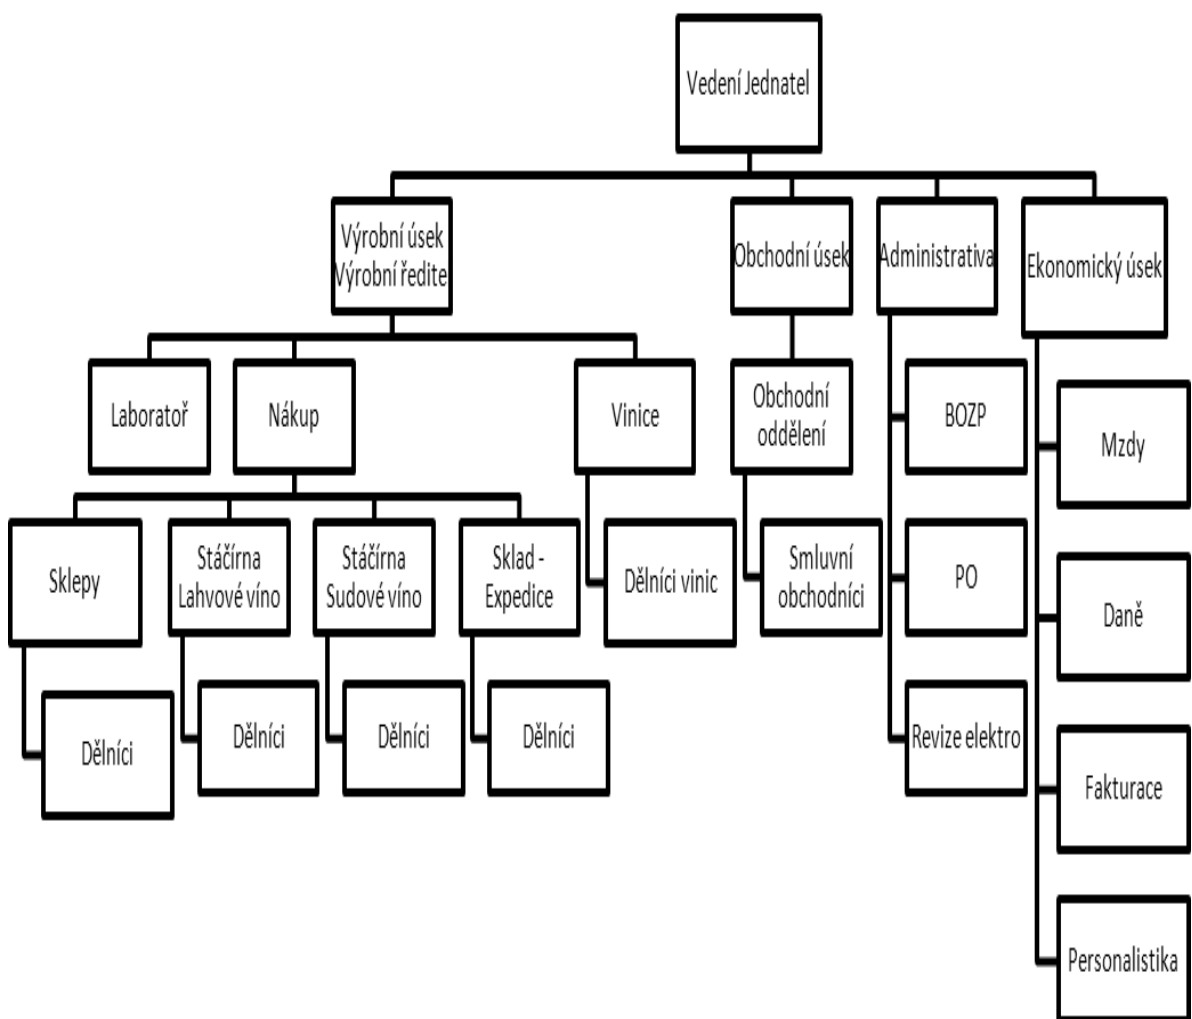 Vedení Jednatel
Výrobní úsek
Výrobní ředite
Obchodní úsek
Administrativa
Ekonomický úsek
Laboratoř
Nákup
Vinice
Obchodní
oddělení
BOZP
Mzdy
Sklepy
Stáčírna
Lahvové víno
Stáčírna
Sudové víno
Sklad -
Expedice
Dělníci vinic
Smluvní
obchodníci
PO
Daně
Dělníci
Dělníci
Dělníci
Dělníci
Revize elektro
Fakturace
Personalistika